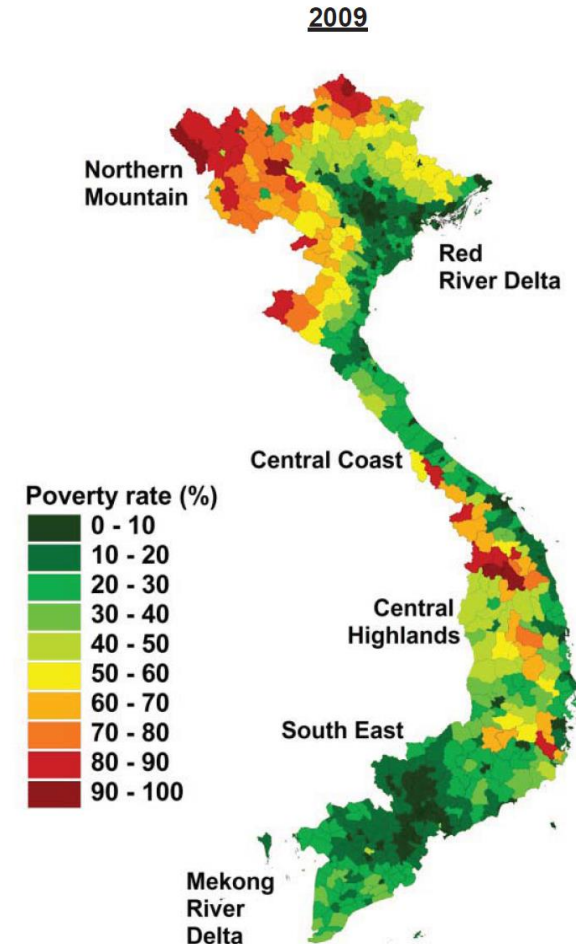 2009
Northern
Mountain
Red
River Delta
Central Coast
Poverty rate (%)
0 - 10
10 - 20
20 - 30
30 - 40
40 - 50
50 - 60
60 - 70
70 - 80
80 - 90
90 - 100
Central
Highlands
South East
Mekong
River
Delta